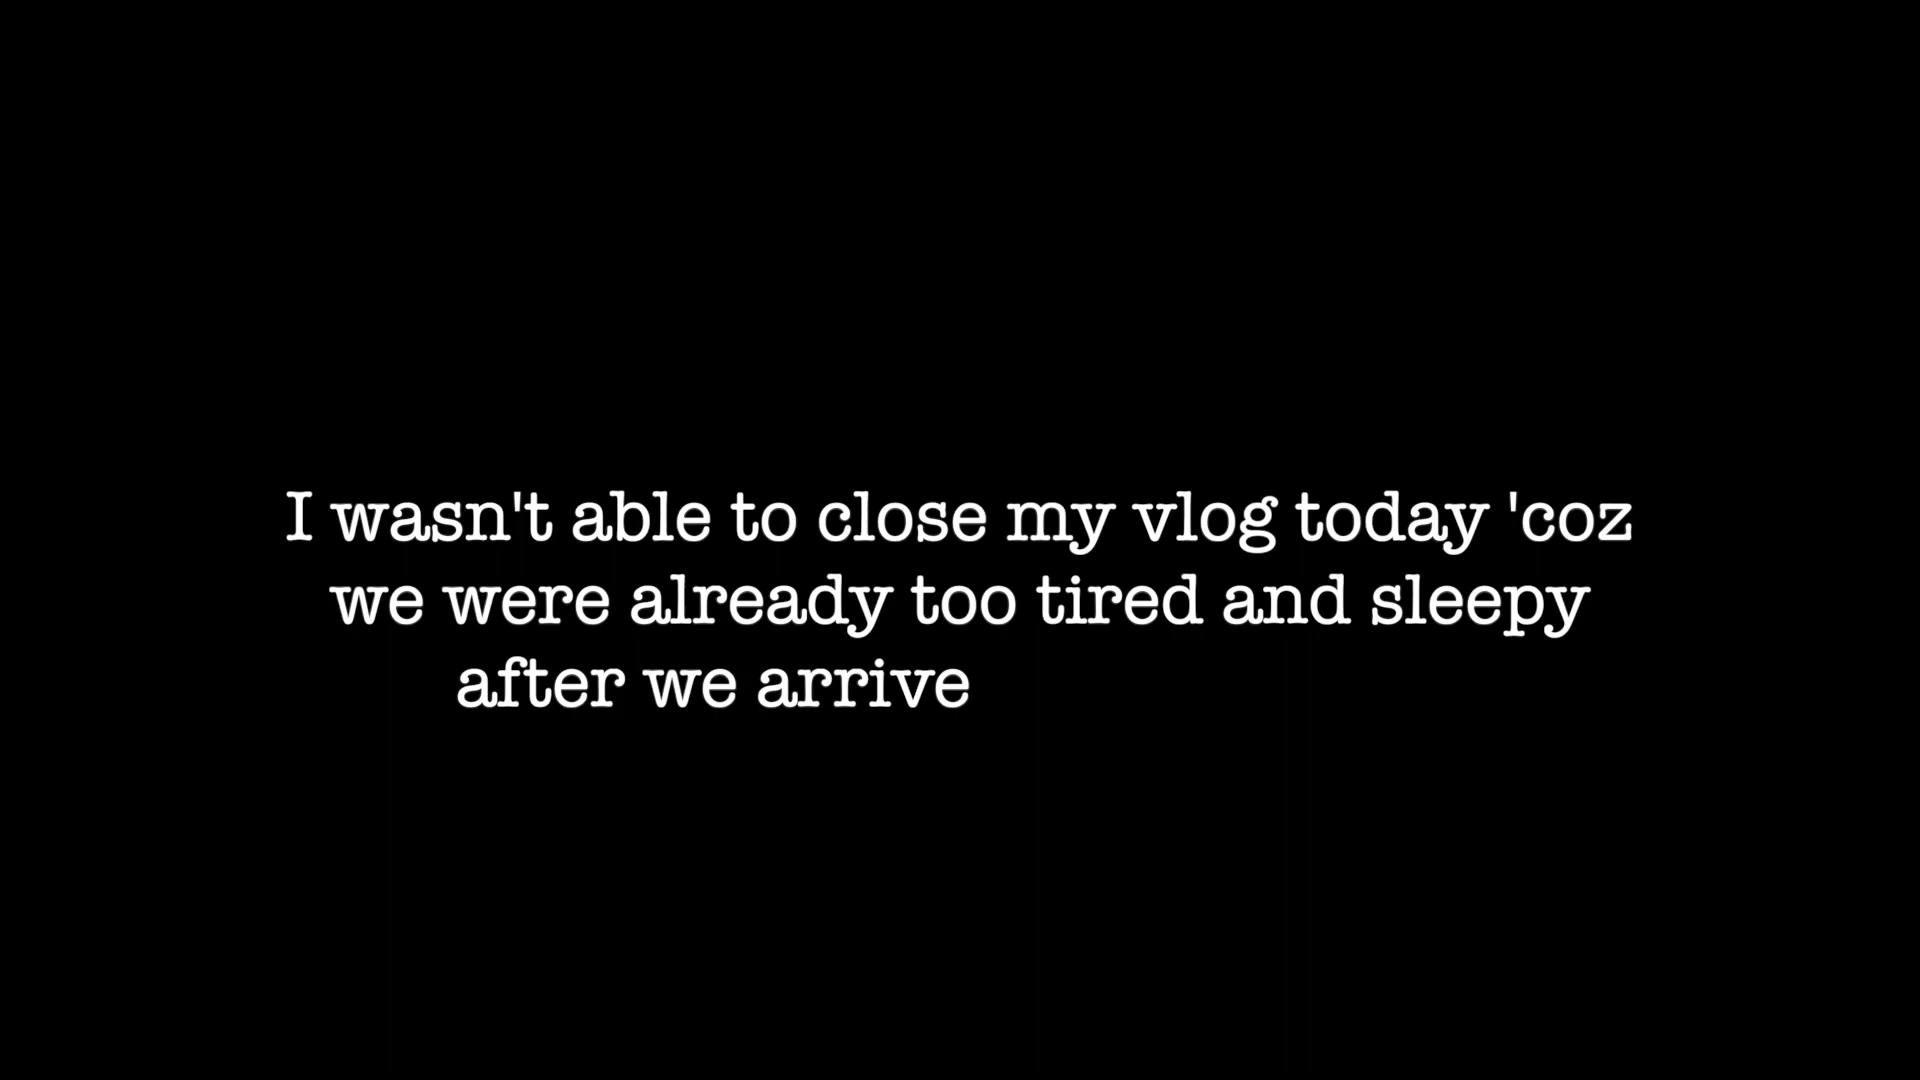 I wasn't able to close my vlog today 'coz
we were already too tired and sleepy
after we arrive